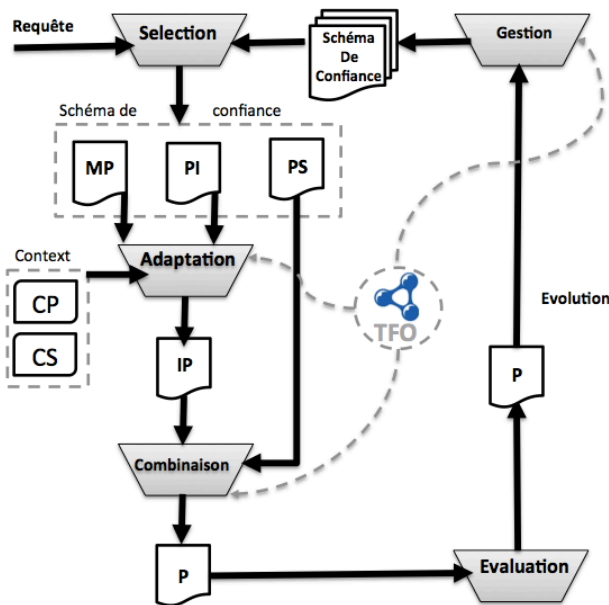 Requête
Selection
Schéma
De
Confiance
Gestion
Schéma de confiance
MP
PI
PS
Context
CP
CS
Adaptation
TFO
Evolution
IP
P
Combinaison
P
Evaluation